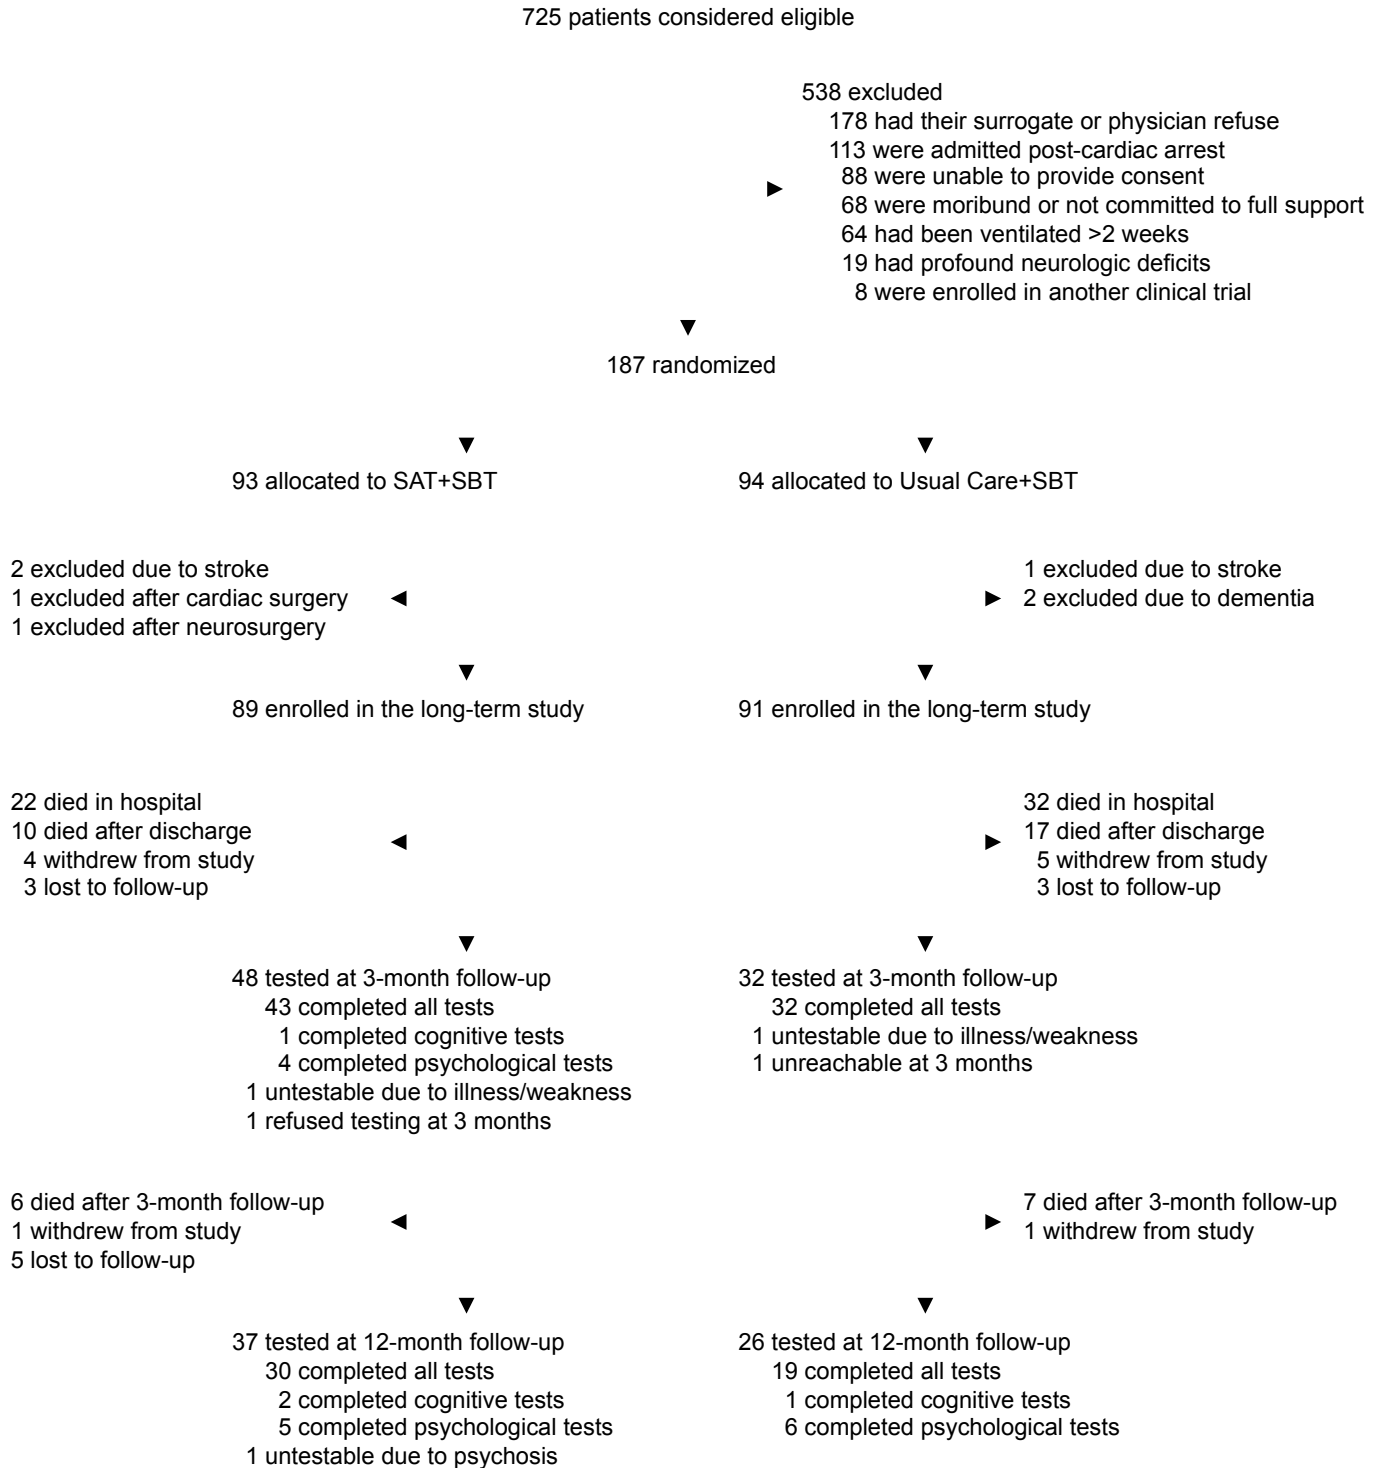 725 patients considered eligible
538 excluded
178 had their surrogate or physician refuse
113 were admitted post-cardiac arrest
88 were unable to provide consent
68 were moribund or not committed to full support
64 had been ventilated >2 weeks
19 had profound neurologic deficits
8 were enrolled in another clinical trial
187 randomized
93 allocated to SAT+SBT
94 allocated to Usual Care+SBT
2 excluded due to stroke
1 excluded after cardiac surgery
1 excluded after neurosurgery
1 excluded due to stroke
2 excluded due to dementia
89 enrolled in the long-term study
91 enrolled in the long-term study
22 died in hospital
10 died after discharge
4 withdrew from study
3 lost to follow-up
32 died in hospital
17 died after discharge
5 withdrew from study
3 lost to follow-up
48 tested at 3-month follow-up
43 completed all tests
1 completed cognitive tests
4 completed psychological tests
1 untestable due to illness/weakness
1 refused testing at 3 months
32 tested at 3-month follow-up
32 completed all tests
1 untestable due to illness/weakness
1 unreachable at 3 months
6 died after 3-month follow-up
1 withdrew from study
5 lost to follow-up
7 died after 3-month follow-up
1 withdrew from study
37 tested at 12-month follow-up
30 completed all tests
2 completed cognitive tests
5 completed psychological tests
1 untestable due to psychosis
26 tested at 12-month follow-up
19 completed all tests
1 completed cognitive tests
6 completed psychological tests